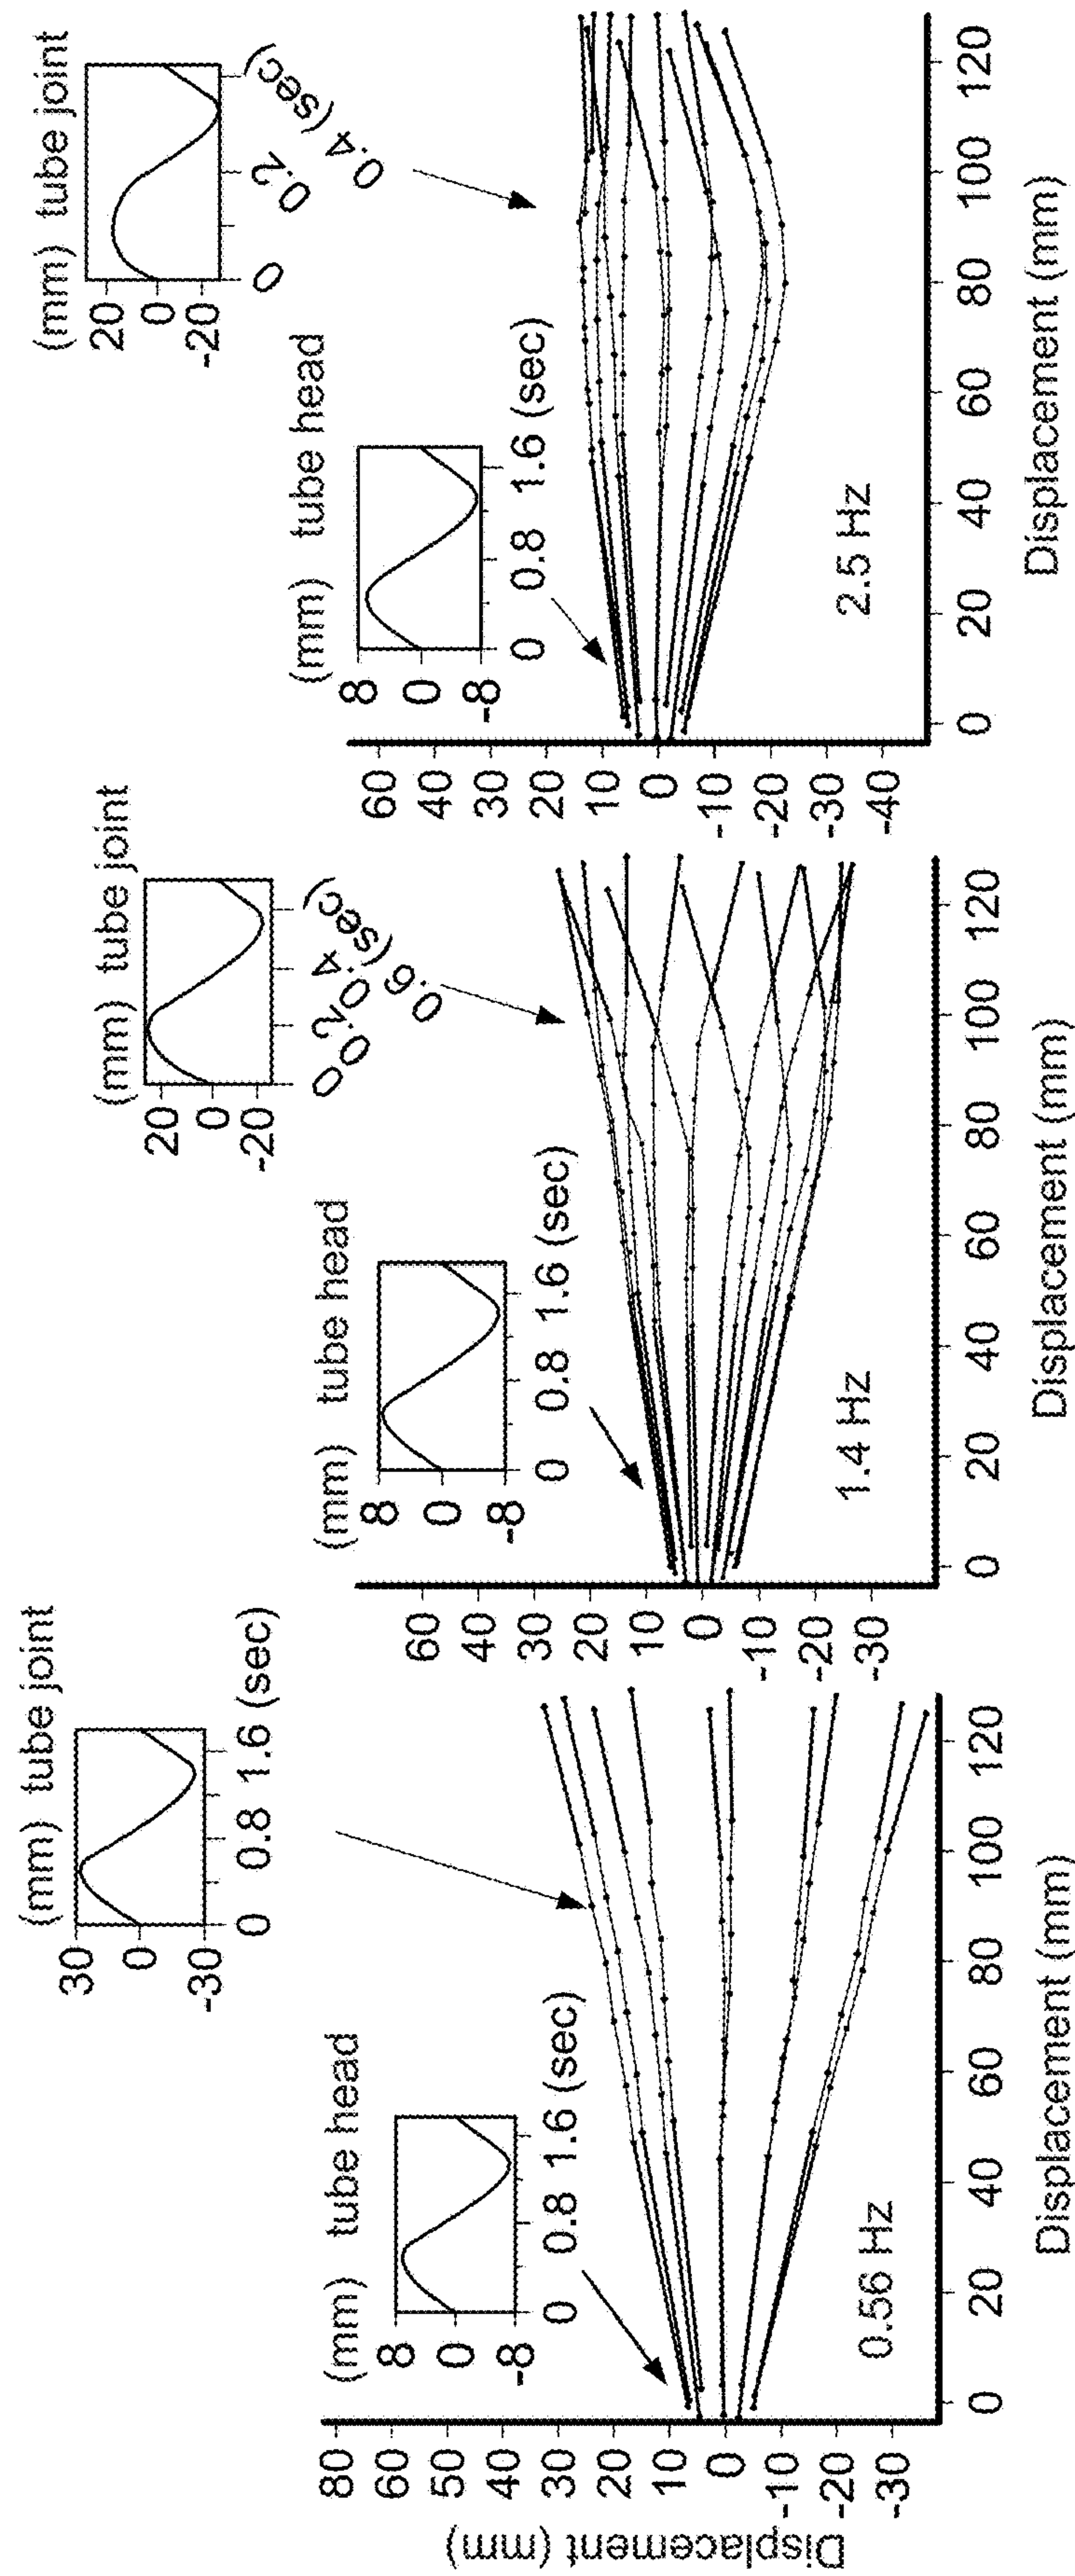 Displacement (mm)
80
70
60
50
40
30
20
10
0
-10
-20
-30
(mm) tube joint
30
0
-30
0 0.8 1.6 (sec)
(mm) tube head
8
0
-8
0 0.8 1.6 (sec)
0.56 Hz
0 20 40 60 80 100 120
Displacement (mm)
60
50
40
30
20
10
0
-10
-20
-30
(mm) tube joint
20
0
-20
0 0.2 0.4 0.6 (sec)
(mm) tube head
8
0
-8
0 0.8 1.6 (sec)
1.4 Hz
0 20 40 60 80 100 120
Displacement (mm)
60
50
40
30
20
10
0
-10
-20
-30
-40
(mm) tube joint
20
0
-20
0 0.2 0.4 (sec)
(mm) tube head
8
0
-8
0 0.8 1.6 (sec)
2.5 Hz
0 20 40 60 80 100 120
Displacement (mm)